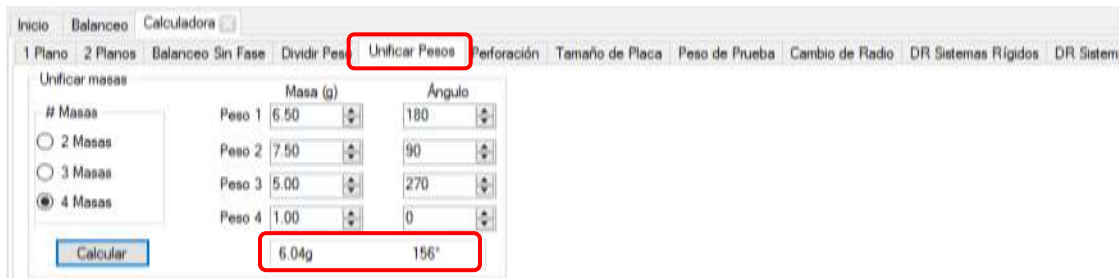 Inicio Balanceo Calculadora
1 Plano 2 Planos Balanceo Sin Fase Dividir Peso Unificar Pesos Perforación Tamaño de Placa Peso de Prueba Cambio de Radio DR Sistemas Rígidos DR Sistem
Unificar masas
Masa (g) Ángulo
# Masas
Peso 1 6.50 180
2 Masas
Peso 2 7.50 90
3 Masas
Peso 3 5.00 270
4 Masas
Peso 4 1.00 0
Calcular 6.04g 156°